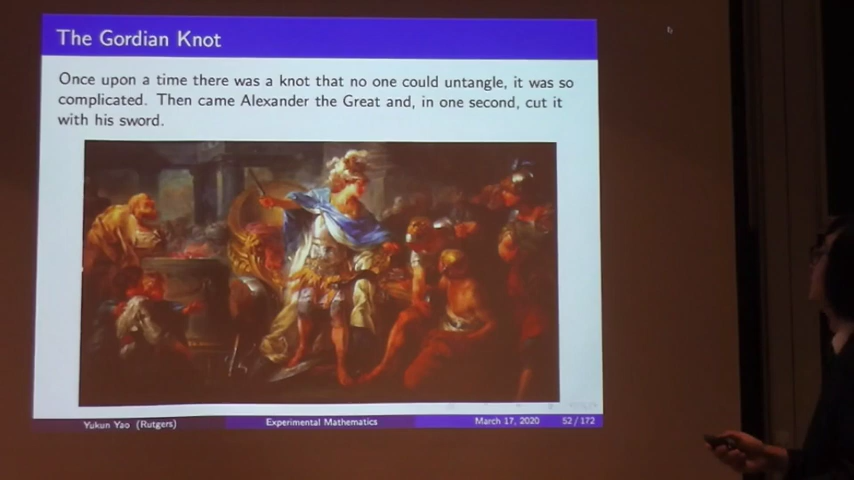 The Gordian Knot
Once upon a time there was a knot that no one could untangle, it was so
complicated. Then came Alexander the Great and, in one second, cut it
with his sword.
Yukun Yao (Rutgers) Experimental Mathematics March 17, 2020 52 / 172